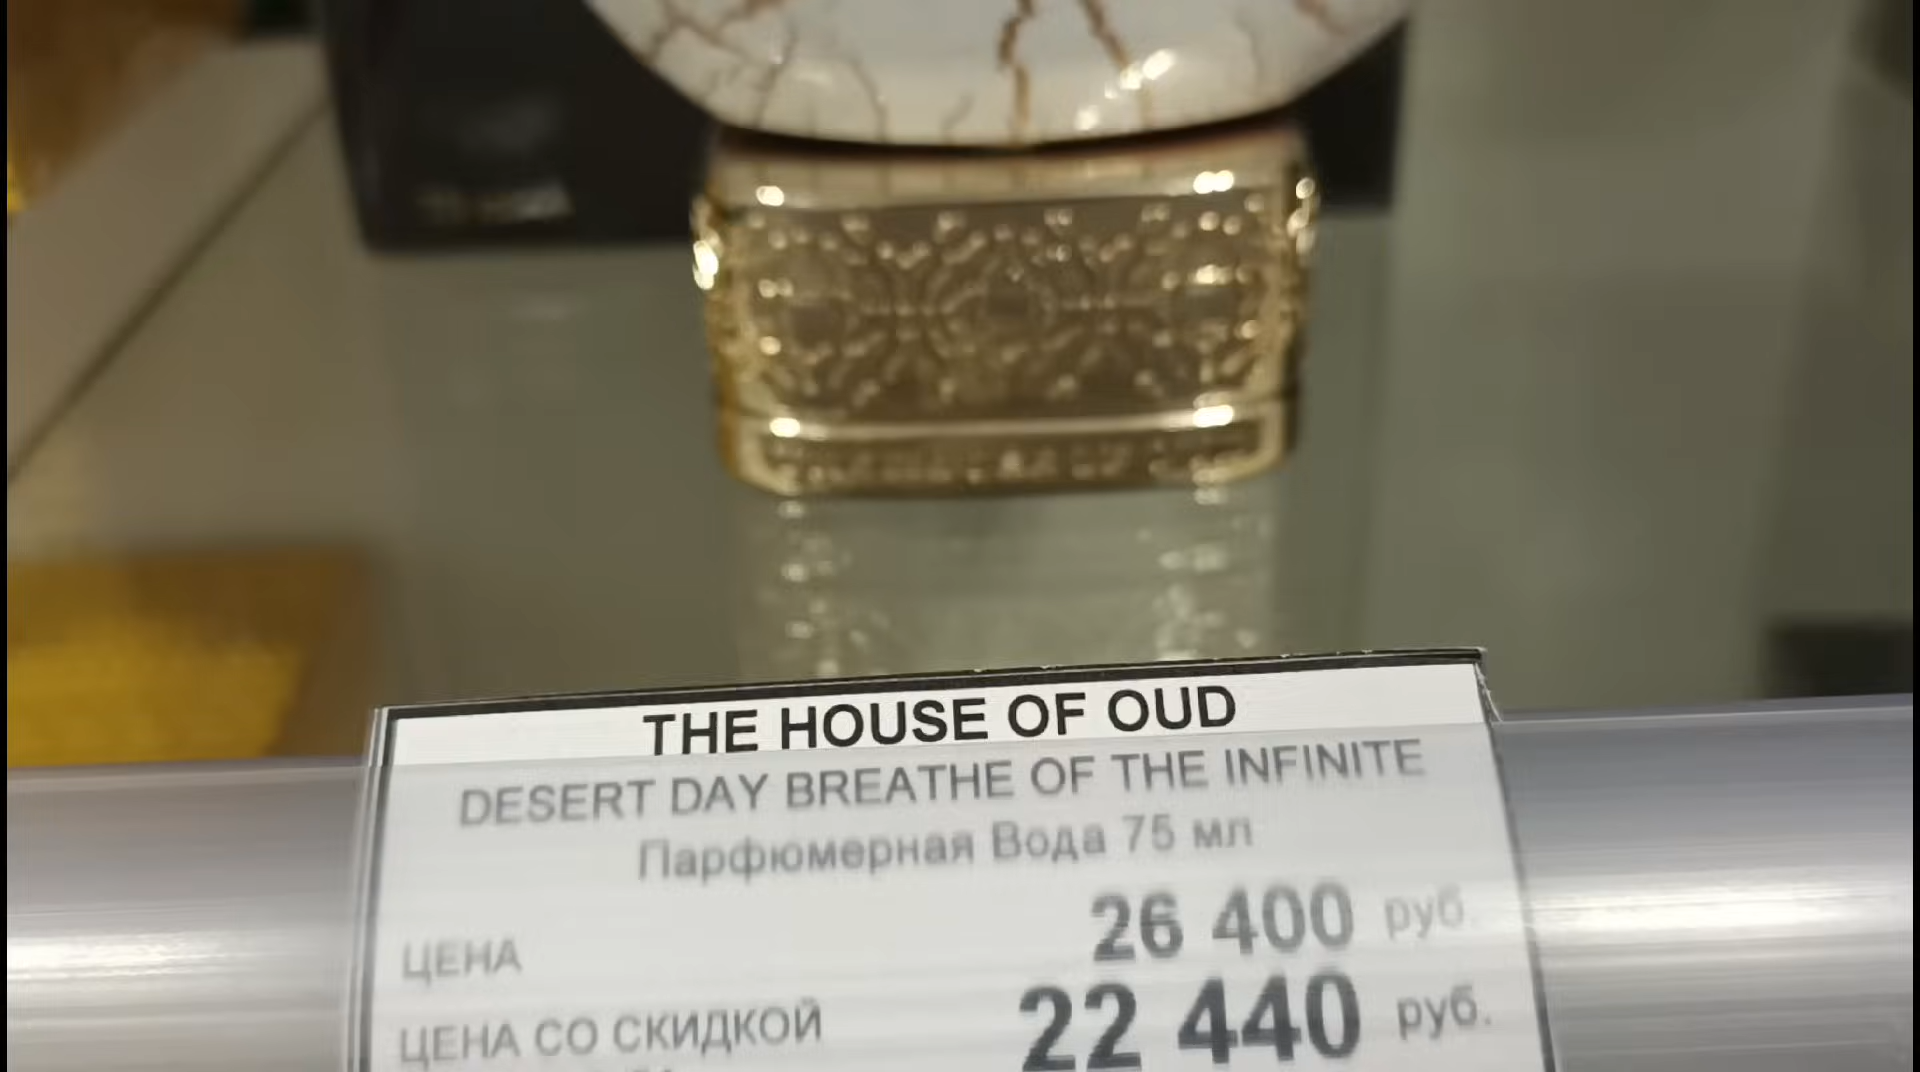 THE HOUSE OF OUD
DESERT DAY BREATHE OF THE INFINITE
Парфюмерная Вода 75 мл
ЦЕНА 26 400 руб.
ЦЕНА СО СКИДКОЙ 22 440 руб.